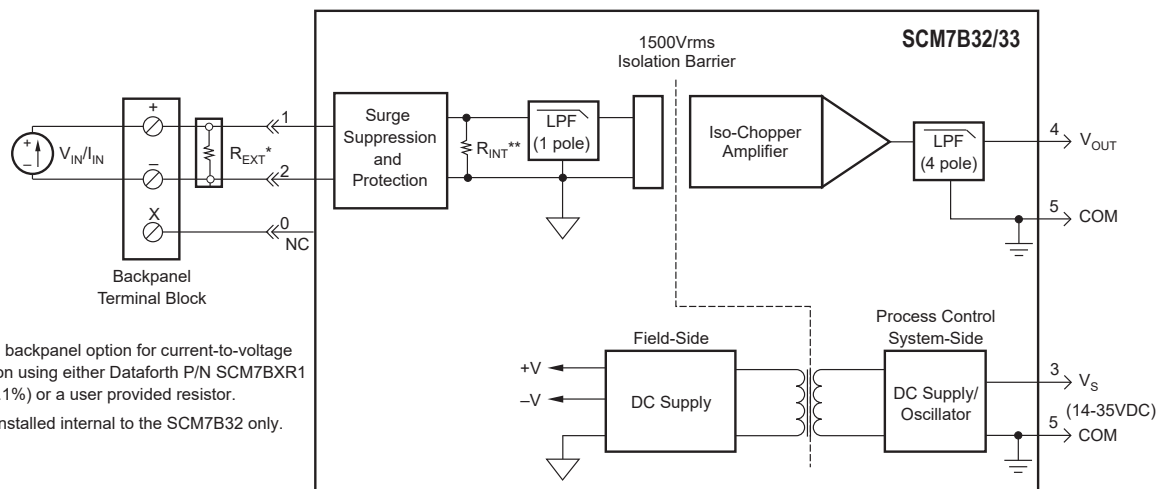 SCM7B32/33
1500Vrms
Isolation Barrier
+
1
VIN/IIN
REXT*
–
2
X
0
NC
Backpanel
Terminal Block
Surge
Suppression
and
Protection
RINT**
LPF
(1 pole)
Iso-Chopper
Amplifier
LPF
(4 pole)
4
VOUT
5
COM
backpanel option for current-to-voltage
on using either Dataforth P/N SCM7BXR1
1%) or a user provided resistor.
nstalled internal to the SCM7B32 only.
Field-Side
+V
–V
DC Supply
Process Control
System-Side
DC Supply/
Oscillator
3
VS
(14-35VDC)
5
COM